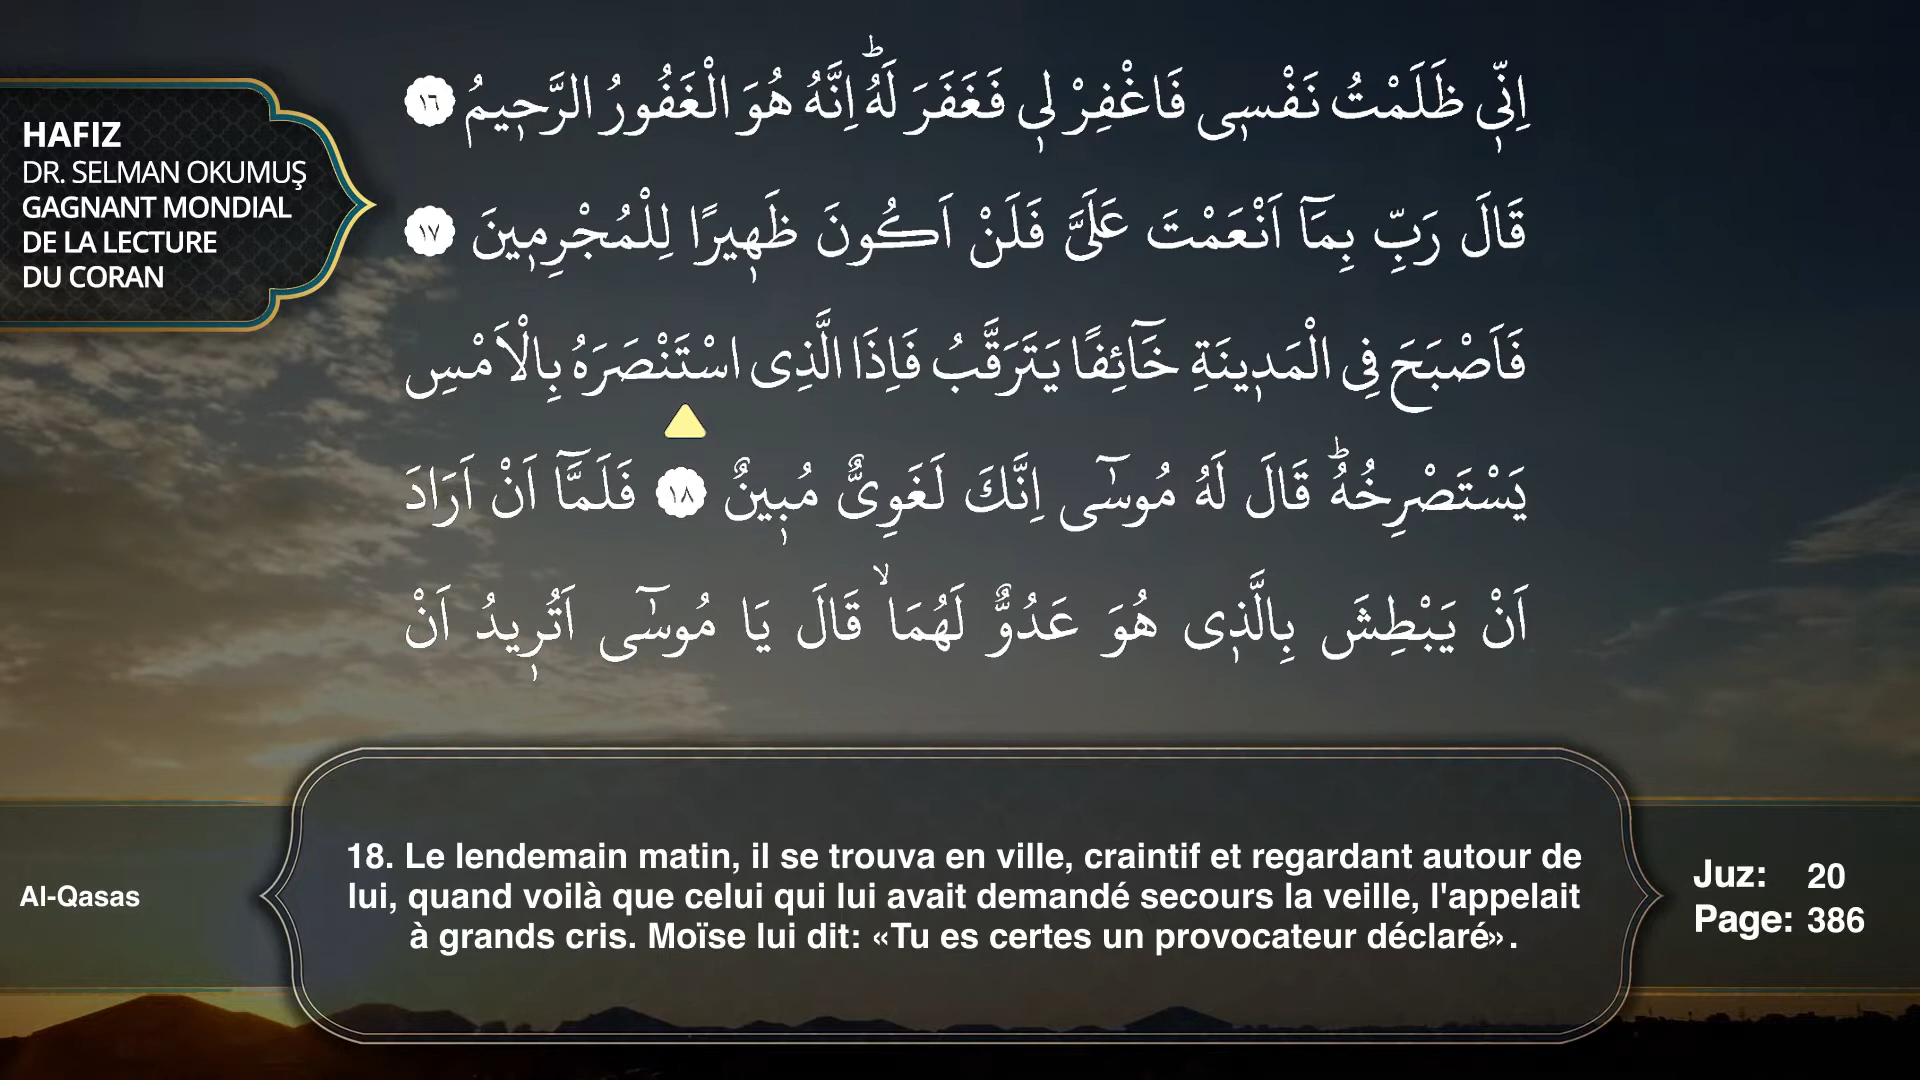 HAFIZ
DR. SELMAN OKUMUŞ
GAGNANT MONDIAL
DE LA LECTURE
DU CORAN
اِنّ۪ي ظَلَمْتُ نَفْس۪ي فَاغْفِرْ ل۪ي فَغَفَرَ لَهُۜ اِنَّهُ هُوَ الْغَفُورُ الرَّح۪يمُ ١٦
قَالَ رَبِّ بِمَٓا اَنْعَمْتَ عَلَيَّ فَلَنْ اَكُونَ ظَه۪يرًا لِلْمُجْرِم۪ينَ ١٧
فَاَصْبَحَ فِي الْمَد۪ينَةِ خَٓائِفًا يَتَرَقَّبُ فَاِذَا الَّذِي اسْتَنْصَرَهُ بِالْاَمْسِ
يَسْتَصْرِخُهُۜ قَالَ لَهُ مُوسٰٓى اِنَّكَ لَغَوِيٌّ مُب۪ينٌ ١٨ فَلَمَّٓا اَنْ اَرَادَ
اَنْ يَبْطِشَ بِالَّذ۪ي هُوَ عَدُوٌّ لَهُمَاۙ قَالَ يَا مُوسٰٓى اَتُر۪يدُ اَنْ
18. Le lendemain matin, il se trouva en ville, craintif et regardant autour de
lui, quand voilà que celui qui lui avait demandé secours la veille, l'appelait
à grands cris. Moïse lui dit: «Tu es certes un provocateur déclaré».
Al-Qasas
Juz: 20
Page: 386